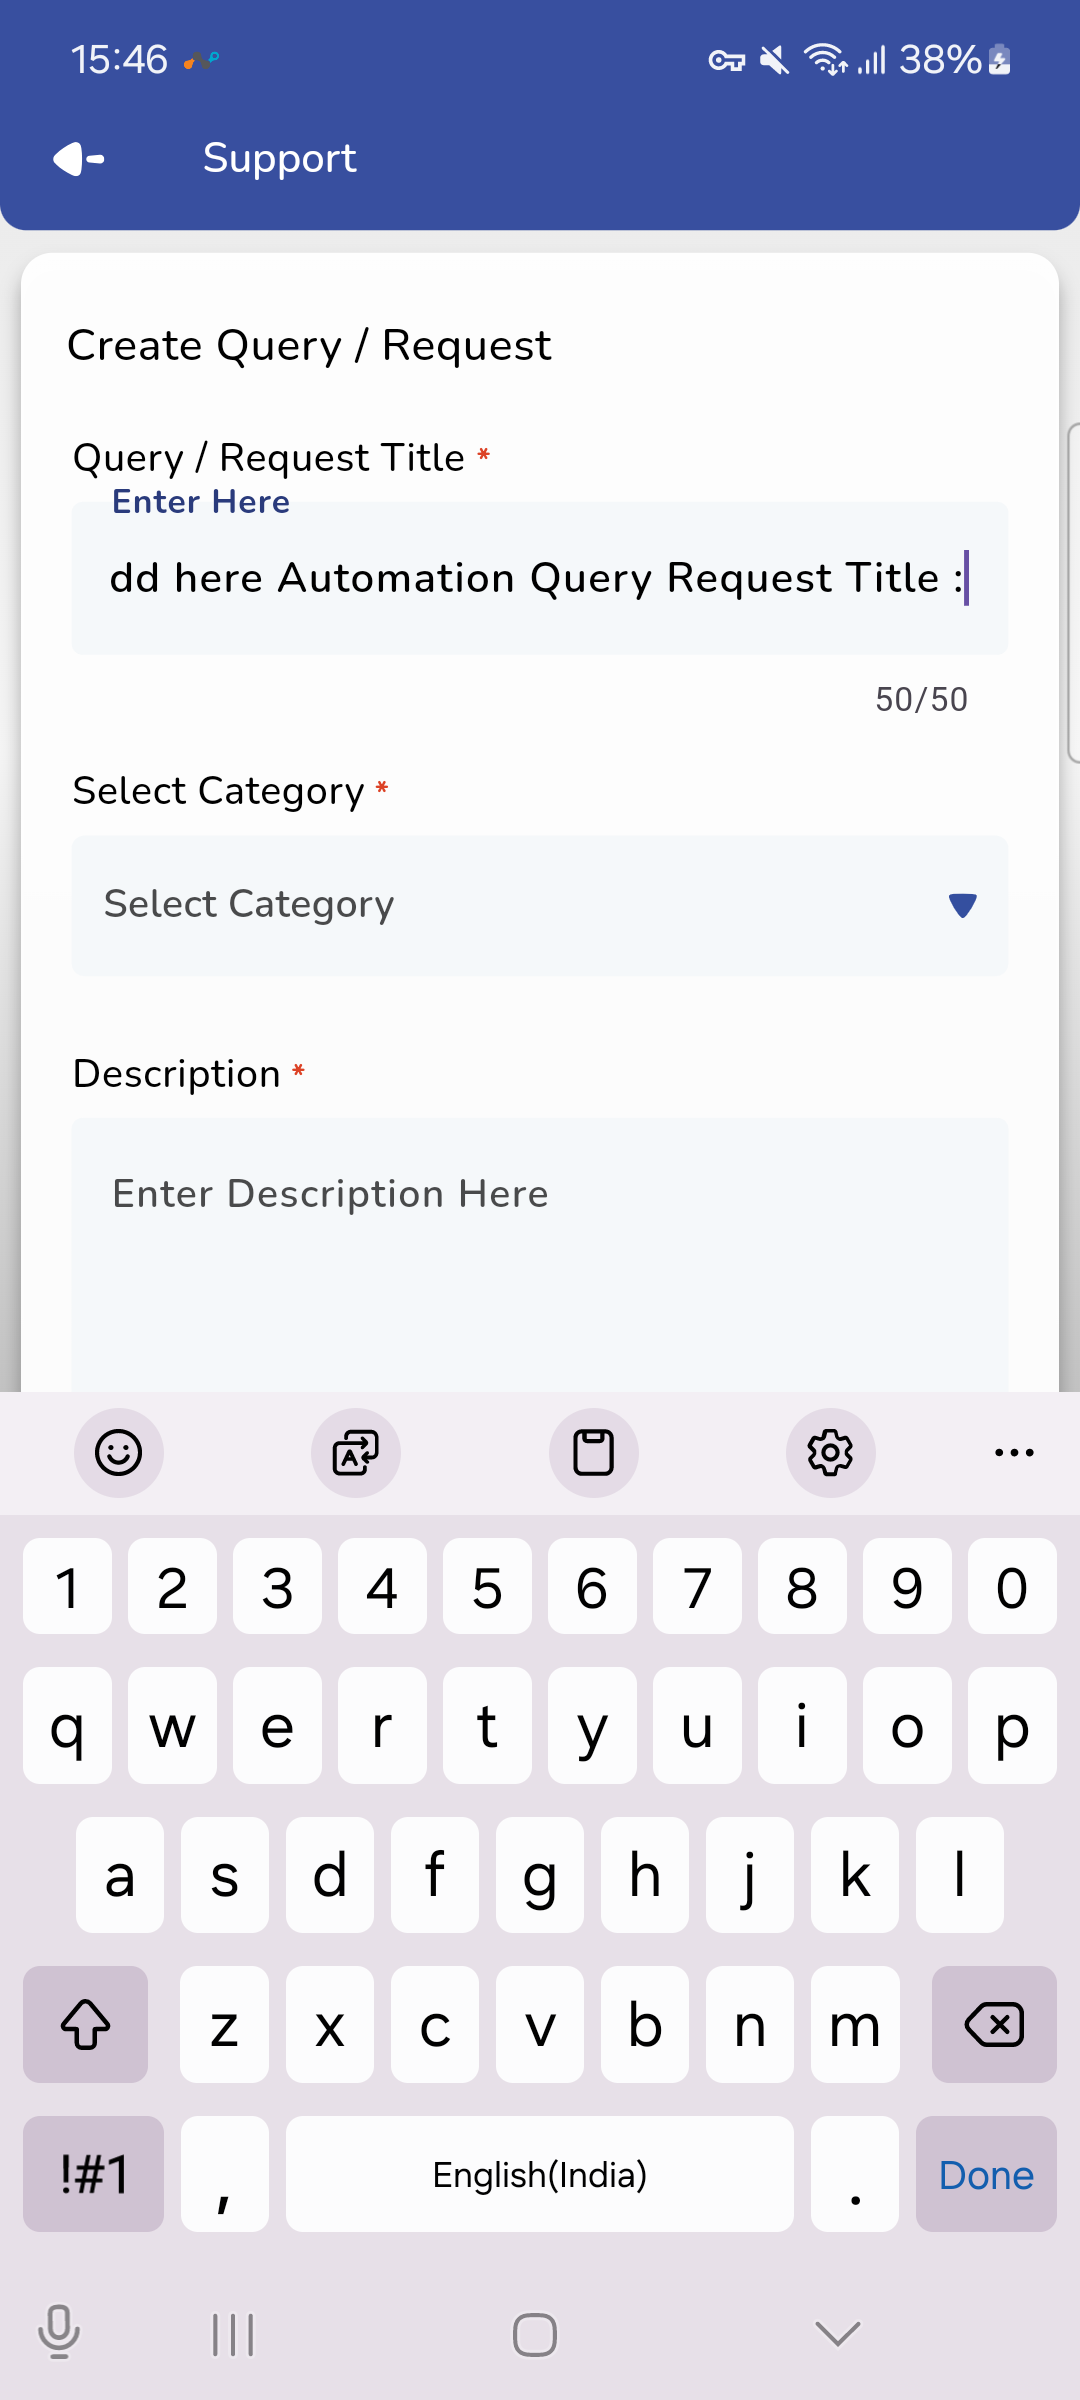 15:46 38%
Support
Create Query / Request
Query / Request Title *
Enter Here
dd here Automation Query Request Title :
50/50
Select Category *
Select Category
Description *
Enter Description Here
1 2 3 4 5 6 7 8 9 0
q w e r t y u i o p
a s d f g h j k l
z x c v b n m
!#1 , English(India) . Done